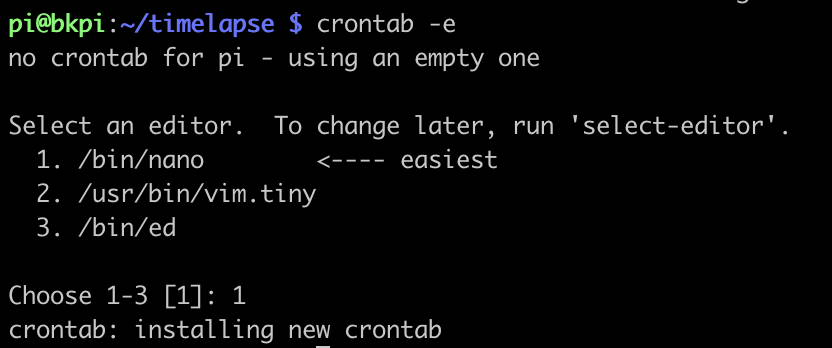 pi@bkpi:~/timelapse $ crontab -e
no crontab for pi - using an empty one
Select an editor.  To change later, run 'select-editor'.
  1. /bin/nano        <---- easiest
  2. /usr/bin/vim.tiny
  3. /bin/ed
Choose 1-3 [1]: 1
crontab: installing new crontab